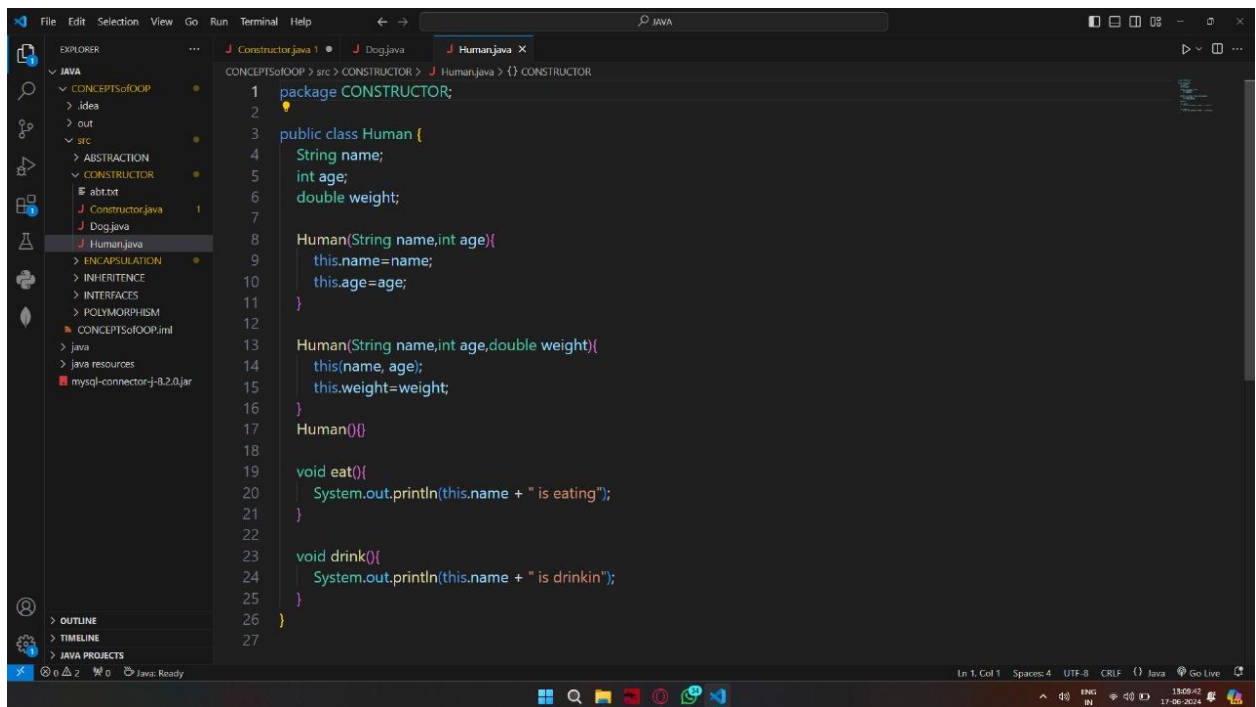 File Edit Selection View Go Run Terminal Help
JAVA
EXPLORER
JAVA
CONCEPTSofOOP
.idea
out
src
ABSTRACTION
CONSTRUCTOR
abt.txt
Constructor.java 1
Dog.java
Human.java
ENCAPSULATION
INHERITENCE
INTERFACES
POLYMORPHISM
CONCEPTSofOOP.iml
java
java resources
mysql-connector-j-8.2.0.jar
OUTLINE
TIMELINE
JAVA PROJECTS
Constructor.java 1 Dog.java Human.java
CONCEPTSofOOP > src > CONSTRUCTOR > Human.java > {} CONSTRUCTOR
1 package CONSTRUCTOR;
2
3 public class Human {
4 String name;
5 int age;
6 double weight;
7
8 Human(String name,int age){
9 this.name=name;
10 this.age=age;
11 }
12
13 Human(String name,int age,double weight){
14 this(name, age);
15 this.weight=weight;
16 }
17 Human(){}
18
19 void eat(){
20 System.out.println(this.name + " is eating");
21 }
22
23 void drink(){
24 System.out.println(this.name + " is drinkin");
25 }
26 }
27
0 2 0 Java: Ready
Ln 1, Col 1 Spaces: 4 UTF-8 CRLF {} Java Go Live
ENG
IN
13:09:42
17-06-2024